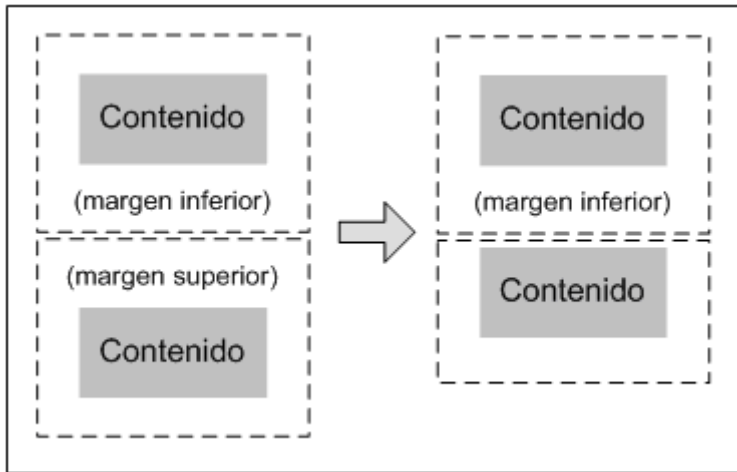 Contenido
(margen inferior)
(margen superior)
Contenido
Contenido
(margen inferior)
Contenido